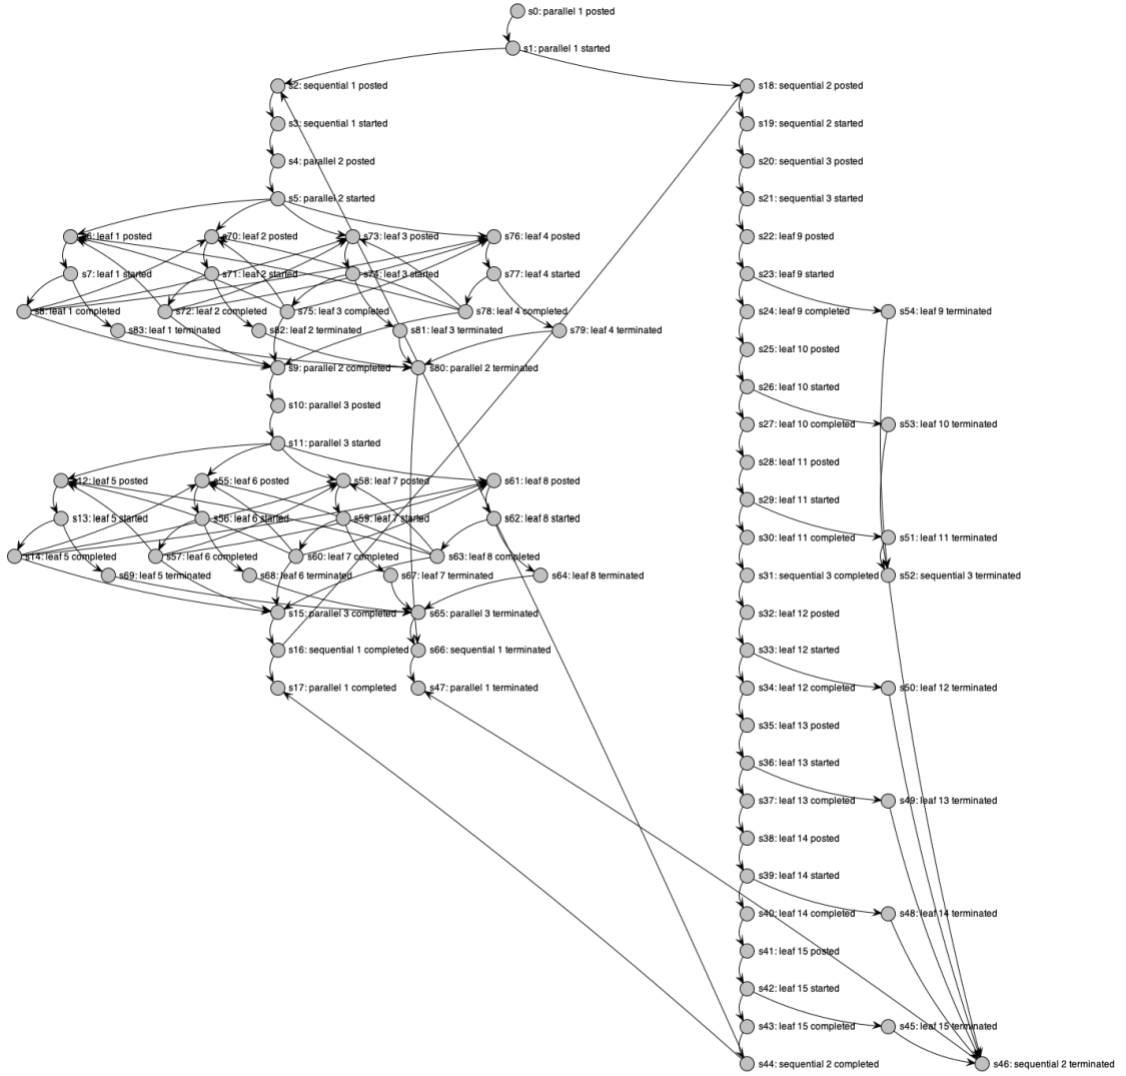 s0: parallel 1 posted
s1: parallel 1 started
s2: sequential 1 posted
s18: sequential 2 posted
s3: sequential 1 started
s19: sequential 2 started
s4: parallel 2 posted
s20: sequential 3 posted
s5: parallel 2 started
s21: sequential 3 started
s6: leaf 1 posted
s70: leaf 2 posted
s73: leaf 3 posted
s76: leaf 4 posted
s22: leaf 9 posted
s7: leaf 1 started
s71: leaf 2 started
s74: leaf 3 started
s77: leaf 4 started
s23: leaf 9 started
s8: leaf 1 completed
s72: leaf 2 completed
s75: leaf 3 completed
s78: leaf 4 completed
s24: leaf 9 completed
s54: leaf 9 terminated
s83: leaf 1 terminated
s82: leaf 2 terminated
s81: leaf 3 terminated
s79: leaf 4 terminated
s25: leaf 10 posted
s9: parallel 2 completed
s80: parallel 2 terminated
s26: leaf 10 started
s10: parallel 3 posted
s27: leaf 10 completed
s53: leaf 10 terminated
s11: parallel 3 started
s28: leaf 11 posted
s12: leaf 5 posted
s55: leaf 6 posted
s58: leaf 7 posted
s61: leaf 8 posted
s29: leaf 11 started
s13: leaf 5 started
s56: leaf 6 started
s59: leaf 7 started
s62: leaf 8 started
s30: leaf 11 completed
s51: leaf 11 terminated
s14: leaf 5 completed
s57: leaf 6 completed
s60: leaf 7 completed
s63: leaf 8 completed
s69: leaf 5 terminated
s68: leaf 6 terminated
s67: leaf 7 terminated
s64: leaf 8 terminated
s31: sequential 3 completed
s52: sequential 3 terminated
s15: parallel 3 completed
s65: parallel 3 terminated
s32: leaf 12 posted
s16: sequential 1 completed
s66: sequential 1 terminated
s33: leaf 12 started
s17: parallel 1 completed
s47: parallel 1 terminated
s34: leaf 12 completed
s50: leaf 12 terminated
s35: leaf 13 posted
s36: leaf 13 started
s37: leaf 13 completed
s49: leaf 13 terminated
s38: leaf 14 posted
s39: leaf 14 started
s40: leaf 14 completed
s48: leaf 14 terminated
s41: leaf 15 posted
s42: leaf 15 started
s43: leaf 15 completed
s45: leaf 15 terminated
s44: sequential 2 completed
s46: sequential 2 terminated